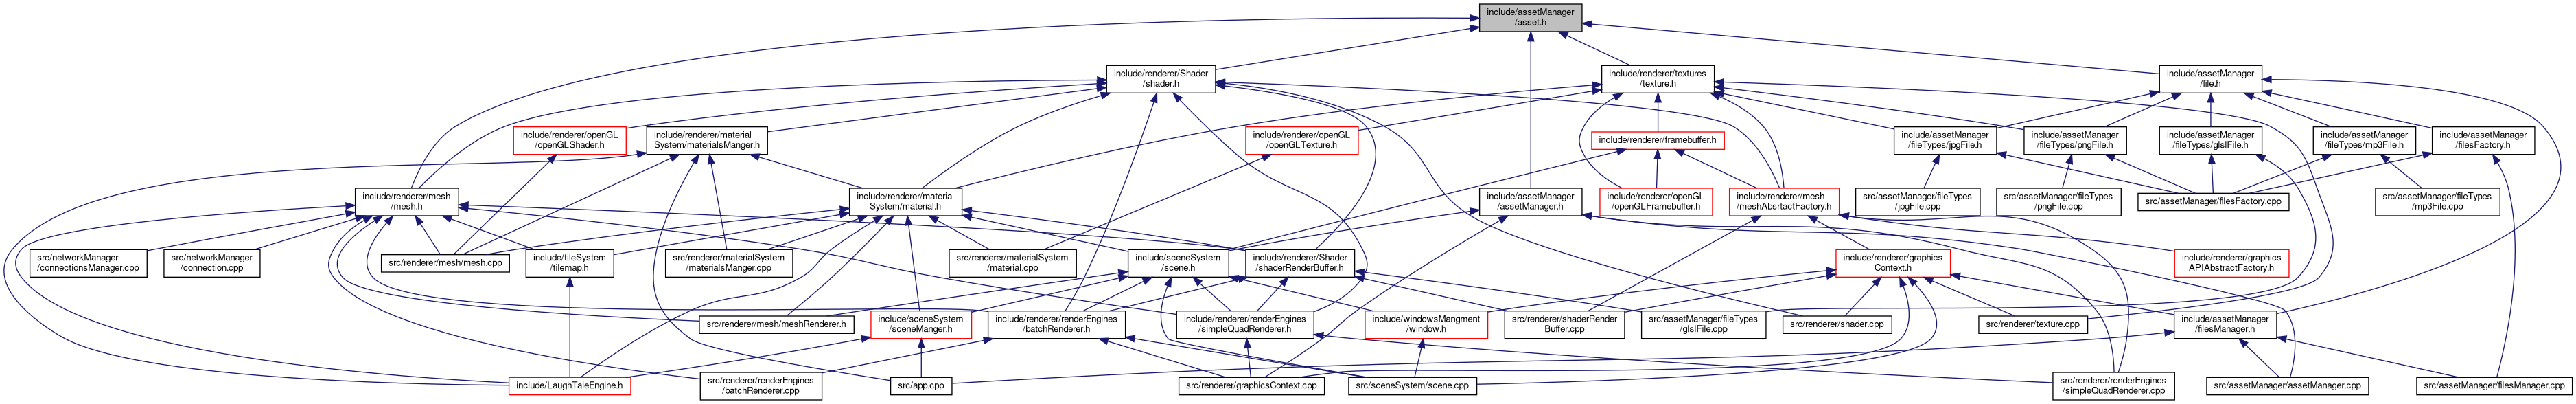 include/assetManager
/asset.h
include/renderer/Shader
/shader.h
include/renderer/textures
/texture.h
include/assetManager
/file.h
include/renderer/openGL
/openGLShader.h
include/renderer/material
System/materialsManger.h
include/renderer/openGL
/openGLTexture.h
include/renderer/framebuffer.h
include/assetManager
/fileTypes/jpgFile.h
include/assetManager
/fileTypes/pngFile.h
include/assetManager
/fileTypes/glslFile.h
include/assetManager
/fileTypes/mp3File.h
include/assetManager
/filesFactory.h
include/renderer/mesh
/mesh.h
include/renderer/material
System/material.h
include/assetManager
/assetManager.h
include/renderer/openGL
/openGLFramebuffer.h
include/renderer/mesh
/meshAbsrtactFactory.h
src/assetManager/fileTypes
/jpgFile.cpp
src/assetManager/fileTypes
/pngFile.cpp
src/assetManager/filesFactory.cpp
src/assetManager/fileTypes
/mp3File.cpp
src/networkManager
/connectionsManager.cpp
src/networkManager
/connection.cpp
src/renderer/mesh/mesh.cpp
include/tileSystem
/tilemap.h
src/renderer/materialSystem
/materialsManger.cpp
src/renderer/materialSystem
/material.cpp
include/sceneSystem
/scene.h
include/renderer/Shader
/shaderRenderBuffer.h
include/renderer/graphics
Context.h
include/renderer/graphics
APIAbstractFactory.h
src/renderer/mesh/meshRenderer.h
include/sceneSystem
/sceneManger.h
include/renderer/renderEngines
/batchRenderer.h
include/renderer/renderEngines
/simpleQuadRenderer.h
include/windowsMangment
/window.h
src/renderer/shaderRender
Buffer.cpp
src/assetManager/fileTypes
/glslFile.cpp
src/renderer/shader.cpp
src/renderer/texture.cpp
include/assetManager
/filesManager.h
include/LaughTaleEngine.h
src/renderer/renderEngines
/batchRenderer.cpp
src/app.cpp
src/renderer/graphicsContext.cpp
src/sceneSystem/scene.cpp
src/renderer/renderEngines
/simpleQuadRenderer.cpp
src/assetManager/assetManager.cpp
src/assetManager/filesManager.cpp